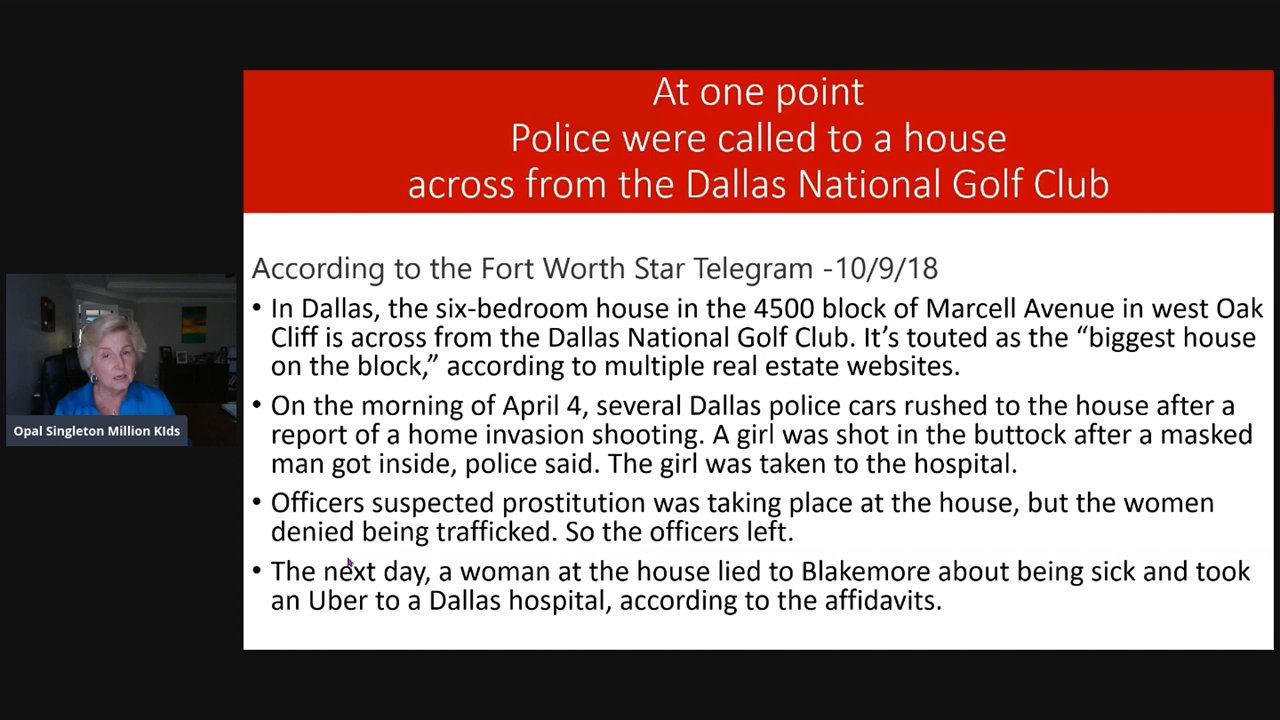 At one point
Police were called to a house
across from the Dallas National Golf Club
According to the Fort Worth Star Telegram -10/9/18
• In Dallas, the six-bedroom house in the 4500 block of Marcell Avenue in west Oak
Cliff is across from the Dallas National Golf Club. It’s touted as the “biggest house
on the block,” according to multiple real estate websites.
• On the morning of April 4, several Dallas police cars rushed to the house after a
report of a home invasion shooting. A girl was shot in the buttock after a masked
man got inside, police said. The girl was taken to the hospital.
• Officers suspected prostitution was taking place at the house, but the women
denied being trafficked. So the officers left.
• The next day, a woman at the house lied to Blakemore about being sick and took
an Uber to a Dallas hospital, according to the affidavits.
Opal Singleton Million KIds